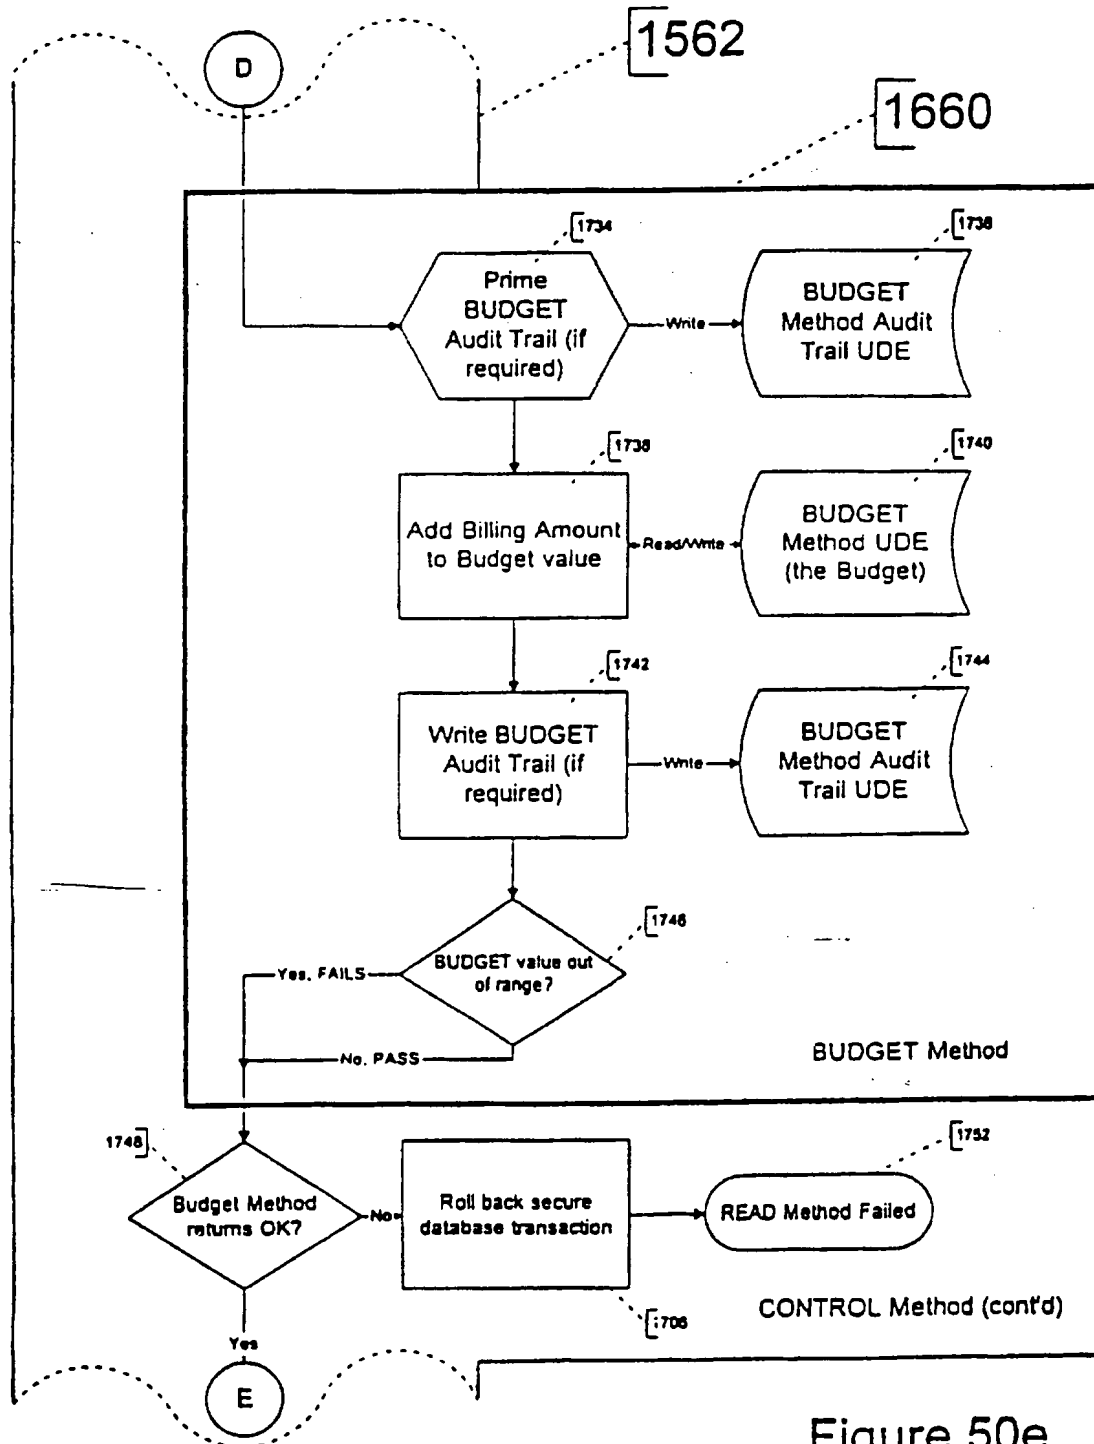 D
1562
1660
1734
Prime
BUDGET
Audit Trail (if
required)
Write
1736
BUDGET
Method Audit
Trail UDE
1738
Add Billing Amount
to Budget value
Read/Write
1740
BUDGET
Method UDE
(the Budget)
1742
Write BUDGET
Audit Trail (if
required)
Write
1744
BUDGET
Method Audit
Trail UDE
1746
BUDGET value out
of range?
Yes, FAILS
No, PASS
BUDGET Method
1748
Budget Method
returns OK?
No
Roll back secure
database transaction
1706
1752
READ Method Failed
CONTROL Method (cont'd)
Yes
E
Figure 50e